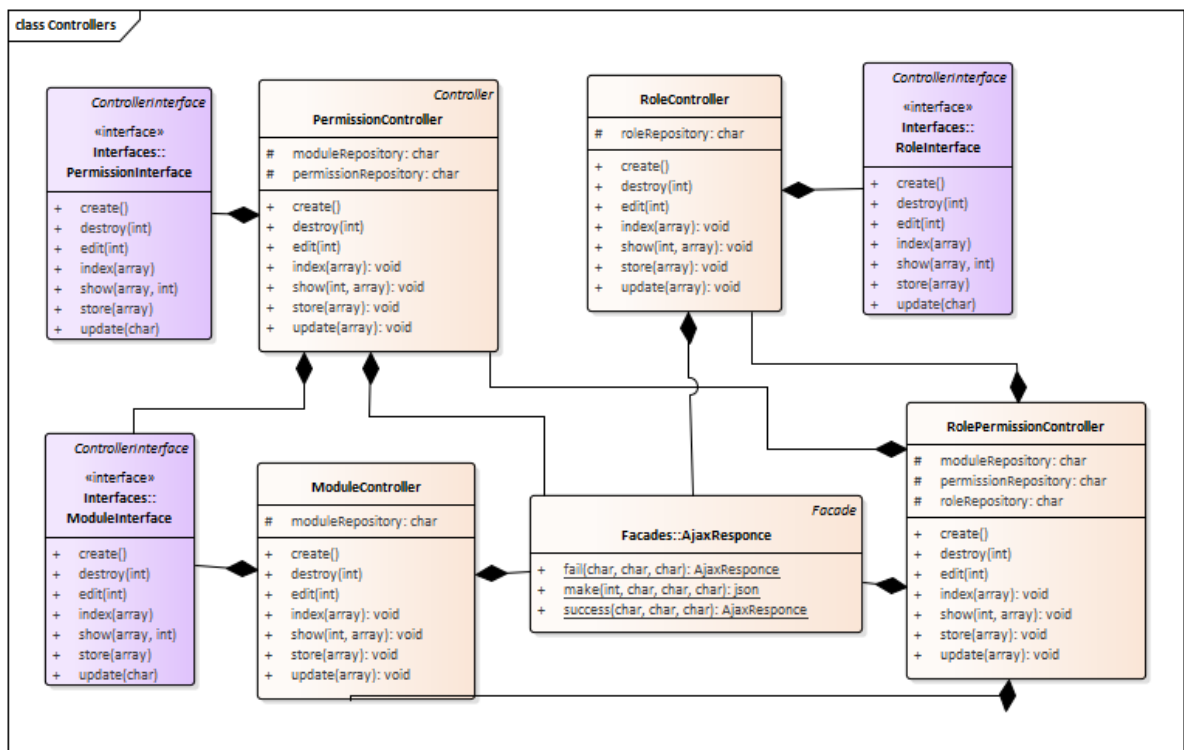 class Controllers
ControllerInterface
«interface»
Interfaces::
PermissionInterface
+ create()
+ destroy(int)
+ edit(int)
+ index(array)
+ show(array, int)
+ store(array)
+ update(char)
Controller
PermissionController
# moduleRepository: char
# permissionRepository: char
+ create()
+ destroy(int)
+ edit(int)
+ index(array): void
+ show(int, array): void
+ store(array): void
+ update(array): void
RoleController
# roleRepository: char
+ create()
+ destroy(int)
+ edit(int)
+ index(array): void
+ show(int, array): void
+ store(array): void
+ update(array): void
ControllerInterface
«interface»
Interfaces::
RoleInterface
+ create()
+ destroy(int)
+ edit(int)
+ index(array)
+ show(array, int)
+ store(array)
+ update(char)
ControllerInterface
«interface»
Interfaces::
ModuleInterface
+ create()
+ destroy(int)
+ edit(int)
+ index(array)
+ show(array, int)
+ store(array)
+ update(char)
ModuleController
# moduleRepository: char
+ create()
+ destroy(int)
+ edit(int)
+ index(array): void
+ show(int, array): void
+ store(array): void
+ update(array): void
Facade
Facades::AjaxResponce
+ fail(char, char, char): AjaxResponce
+ make(int, char, char, char): json
+ success(char, char, char): AjaxResponce
RolePermissionController
# moduleRepository: char
# permissionRepository: char
# roleRepository: char
+ create()
+ destroy(int)
+ edit(int)
+ index(array): void
+ show(int, array): void
+ store(array): void
+ update(array): void